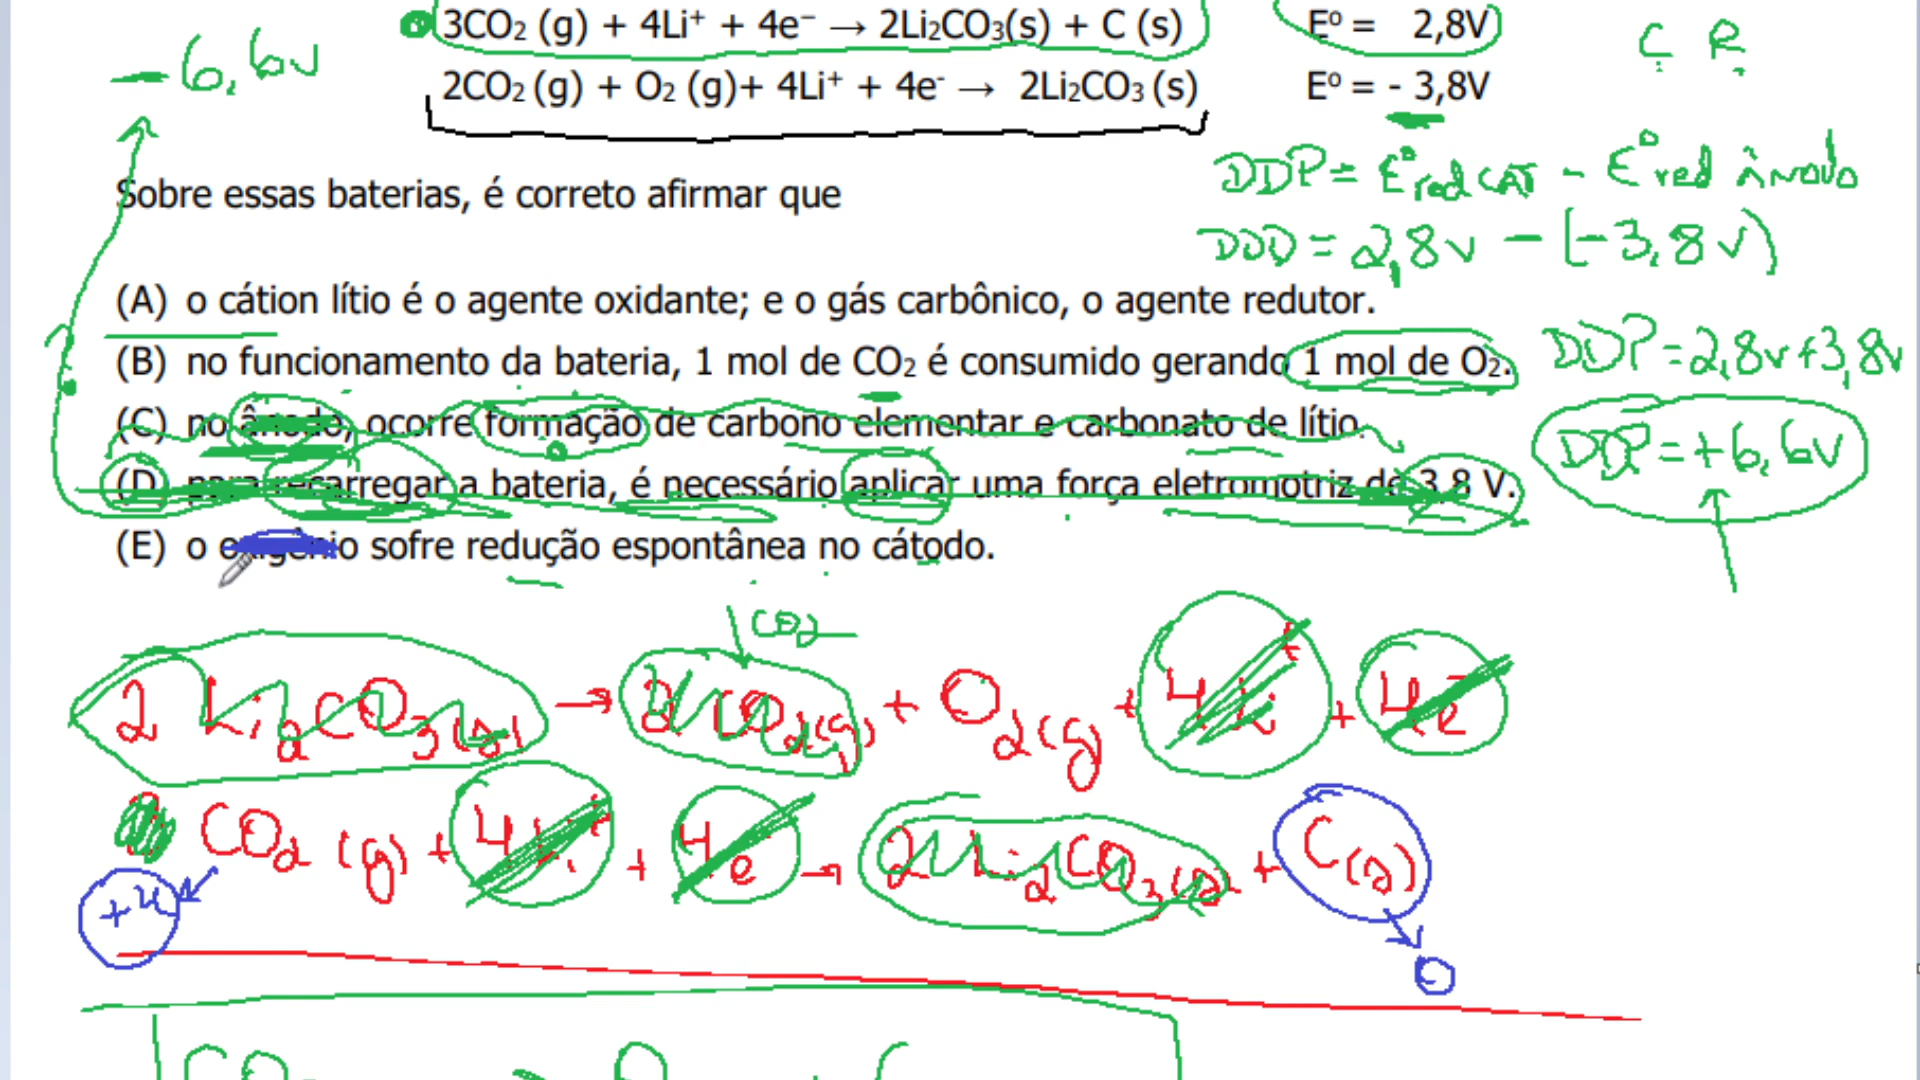 3CO₂ (g) + 4Li⁺ + 4e⁻ → 2Li₂CO₃(s) + C (s) Eº = 2,8V
C R
- 6,6v
2CO₂ (g) + O₂ (g)+ 4Li⁺ + 4e⁻ → 2Li₂CO₃ (s) Eº = - 3,8V
DDP = E°red CAT - E°red ânodo
Sobre essas baterias, é correto afirmar que
DDD = 2,8v - (-3,8v)
(A) o cátion lítio é o agente oxidante; e o gás carbônico, o agente redutor.
(B) no funcionamento da bateria, 1 mol de CO₂ é consumido gerando 1 mol de O₂.
DDP = 2,8v + 3,8v
(C) no ânodo, ocorre formação de carbono elementar e carbonato de lítio.
DDP = +6,6v
(D) para recarregar a bateria, é necessário aplicar uma força eletromotriz de 3,8 V.
(E) o oxigênio sofre redução espontânea no cátodo.
CO₂
2 Li₂CO₃(s) → 2CO₂(g) + O₂(g) + 4Li⁺ + 4e⁻
CO₂ (g) + 4Li⁺ + 4e → 2Li₂CO₃(s) + C(s)
+4
0
CO₂ → O + C